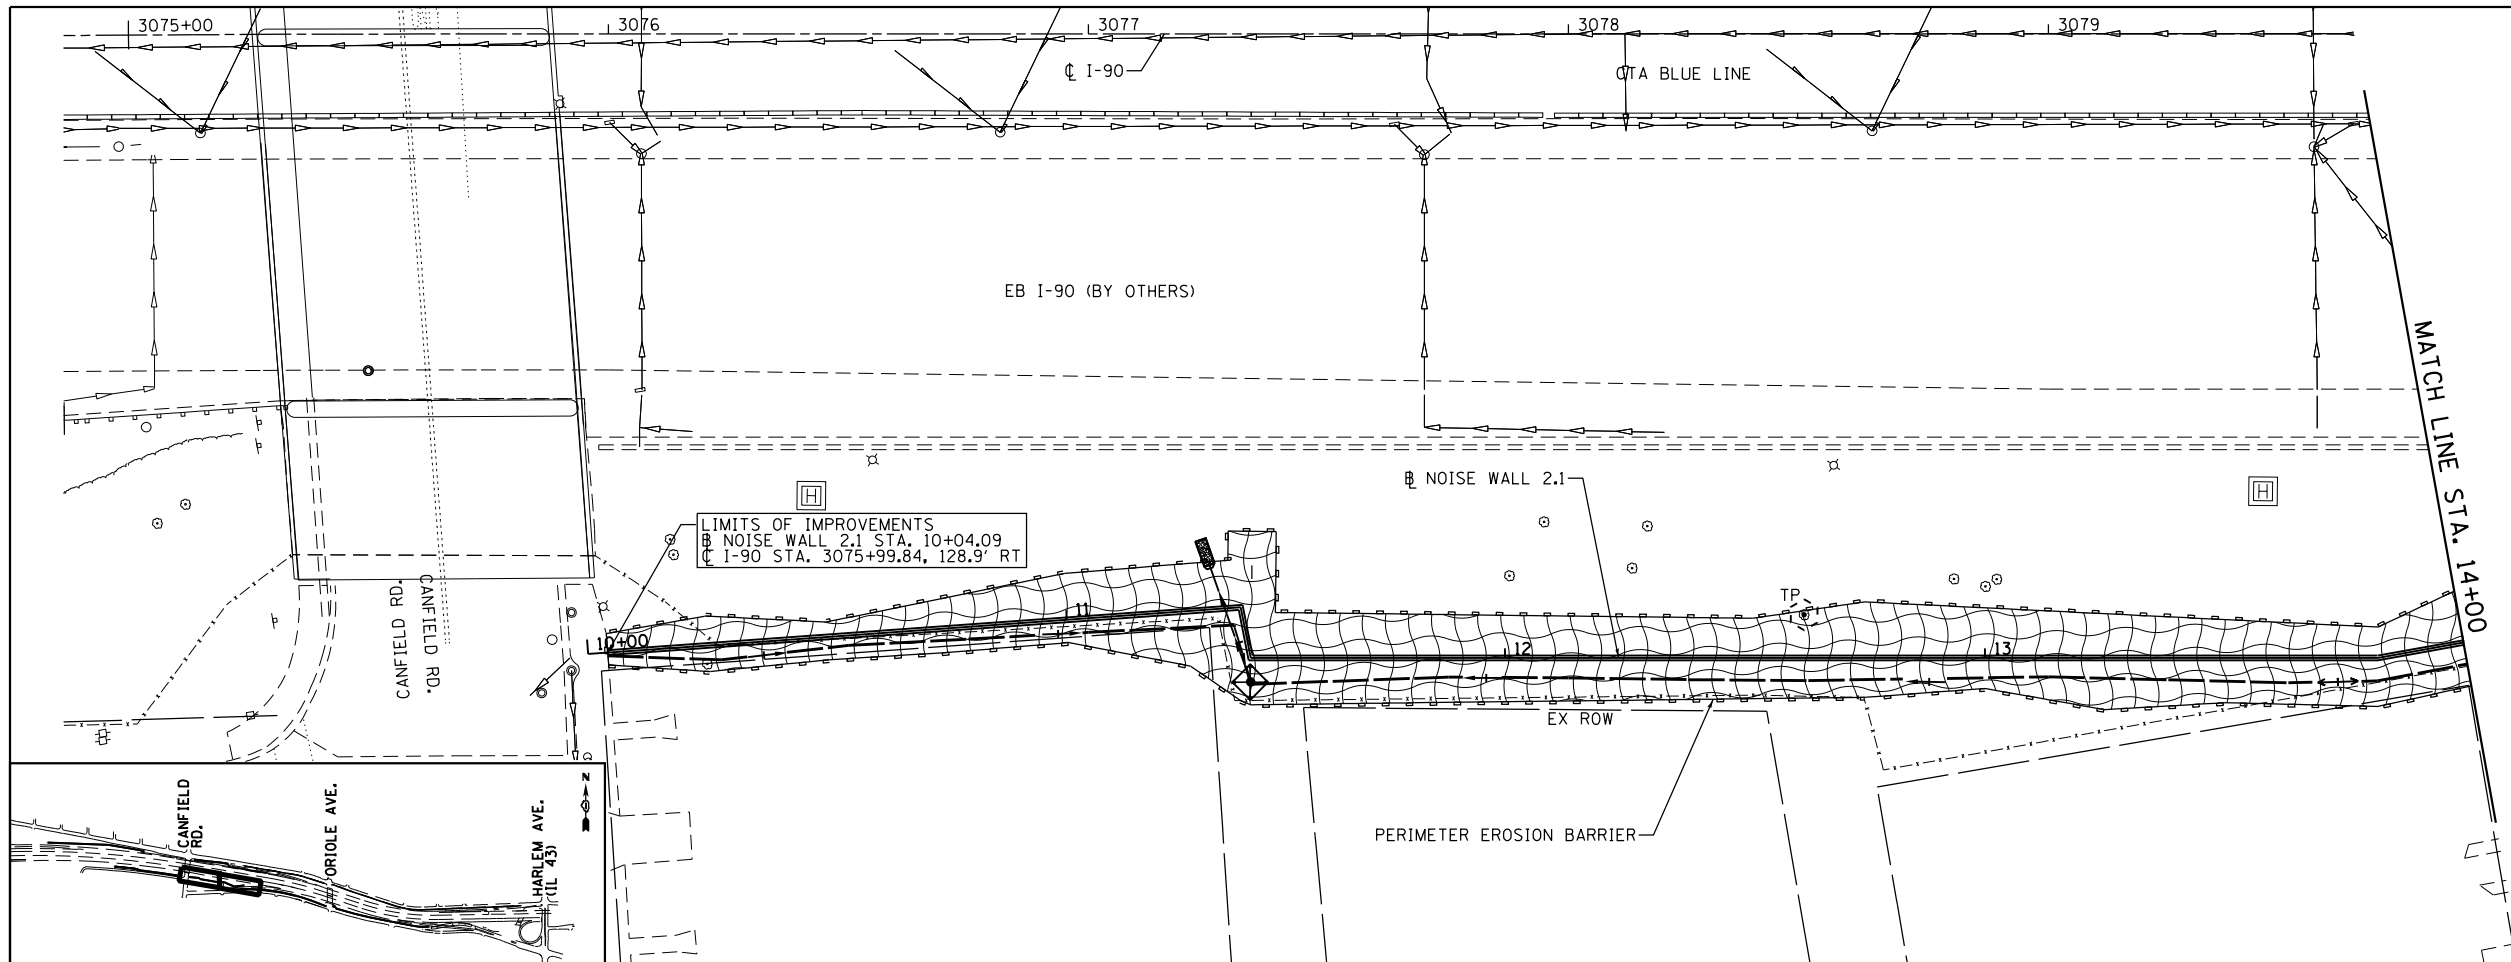 3075+00
3076
3077
3078
3079
℄ I-90
CTA BLUE LINE
EB I-90 (BY OTHERS)
MATCH LINE STA. 14+00
NOISE WALL 2.1
H
H
LIMITS OF IMPROVEMENTS
NOISE WALL 2.1 STA. 10+04.09
℄ I-90 STA. 3075+99.84, 128.9' RT
TP
10+00
11
12
13
CANFIELD RD.
CANFIELD RD.
EX ROW
PERIMETER EROSION BARRIER
CANFIELD
RD.
ORIOLE AVE.
HARLEM AVE.
(IL 43)
N